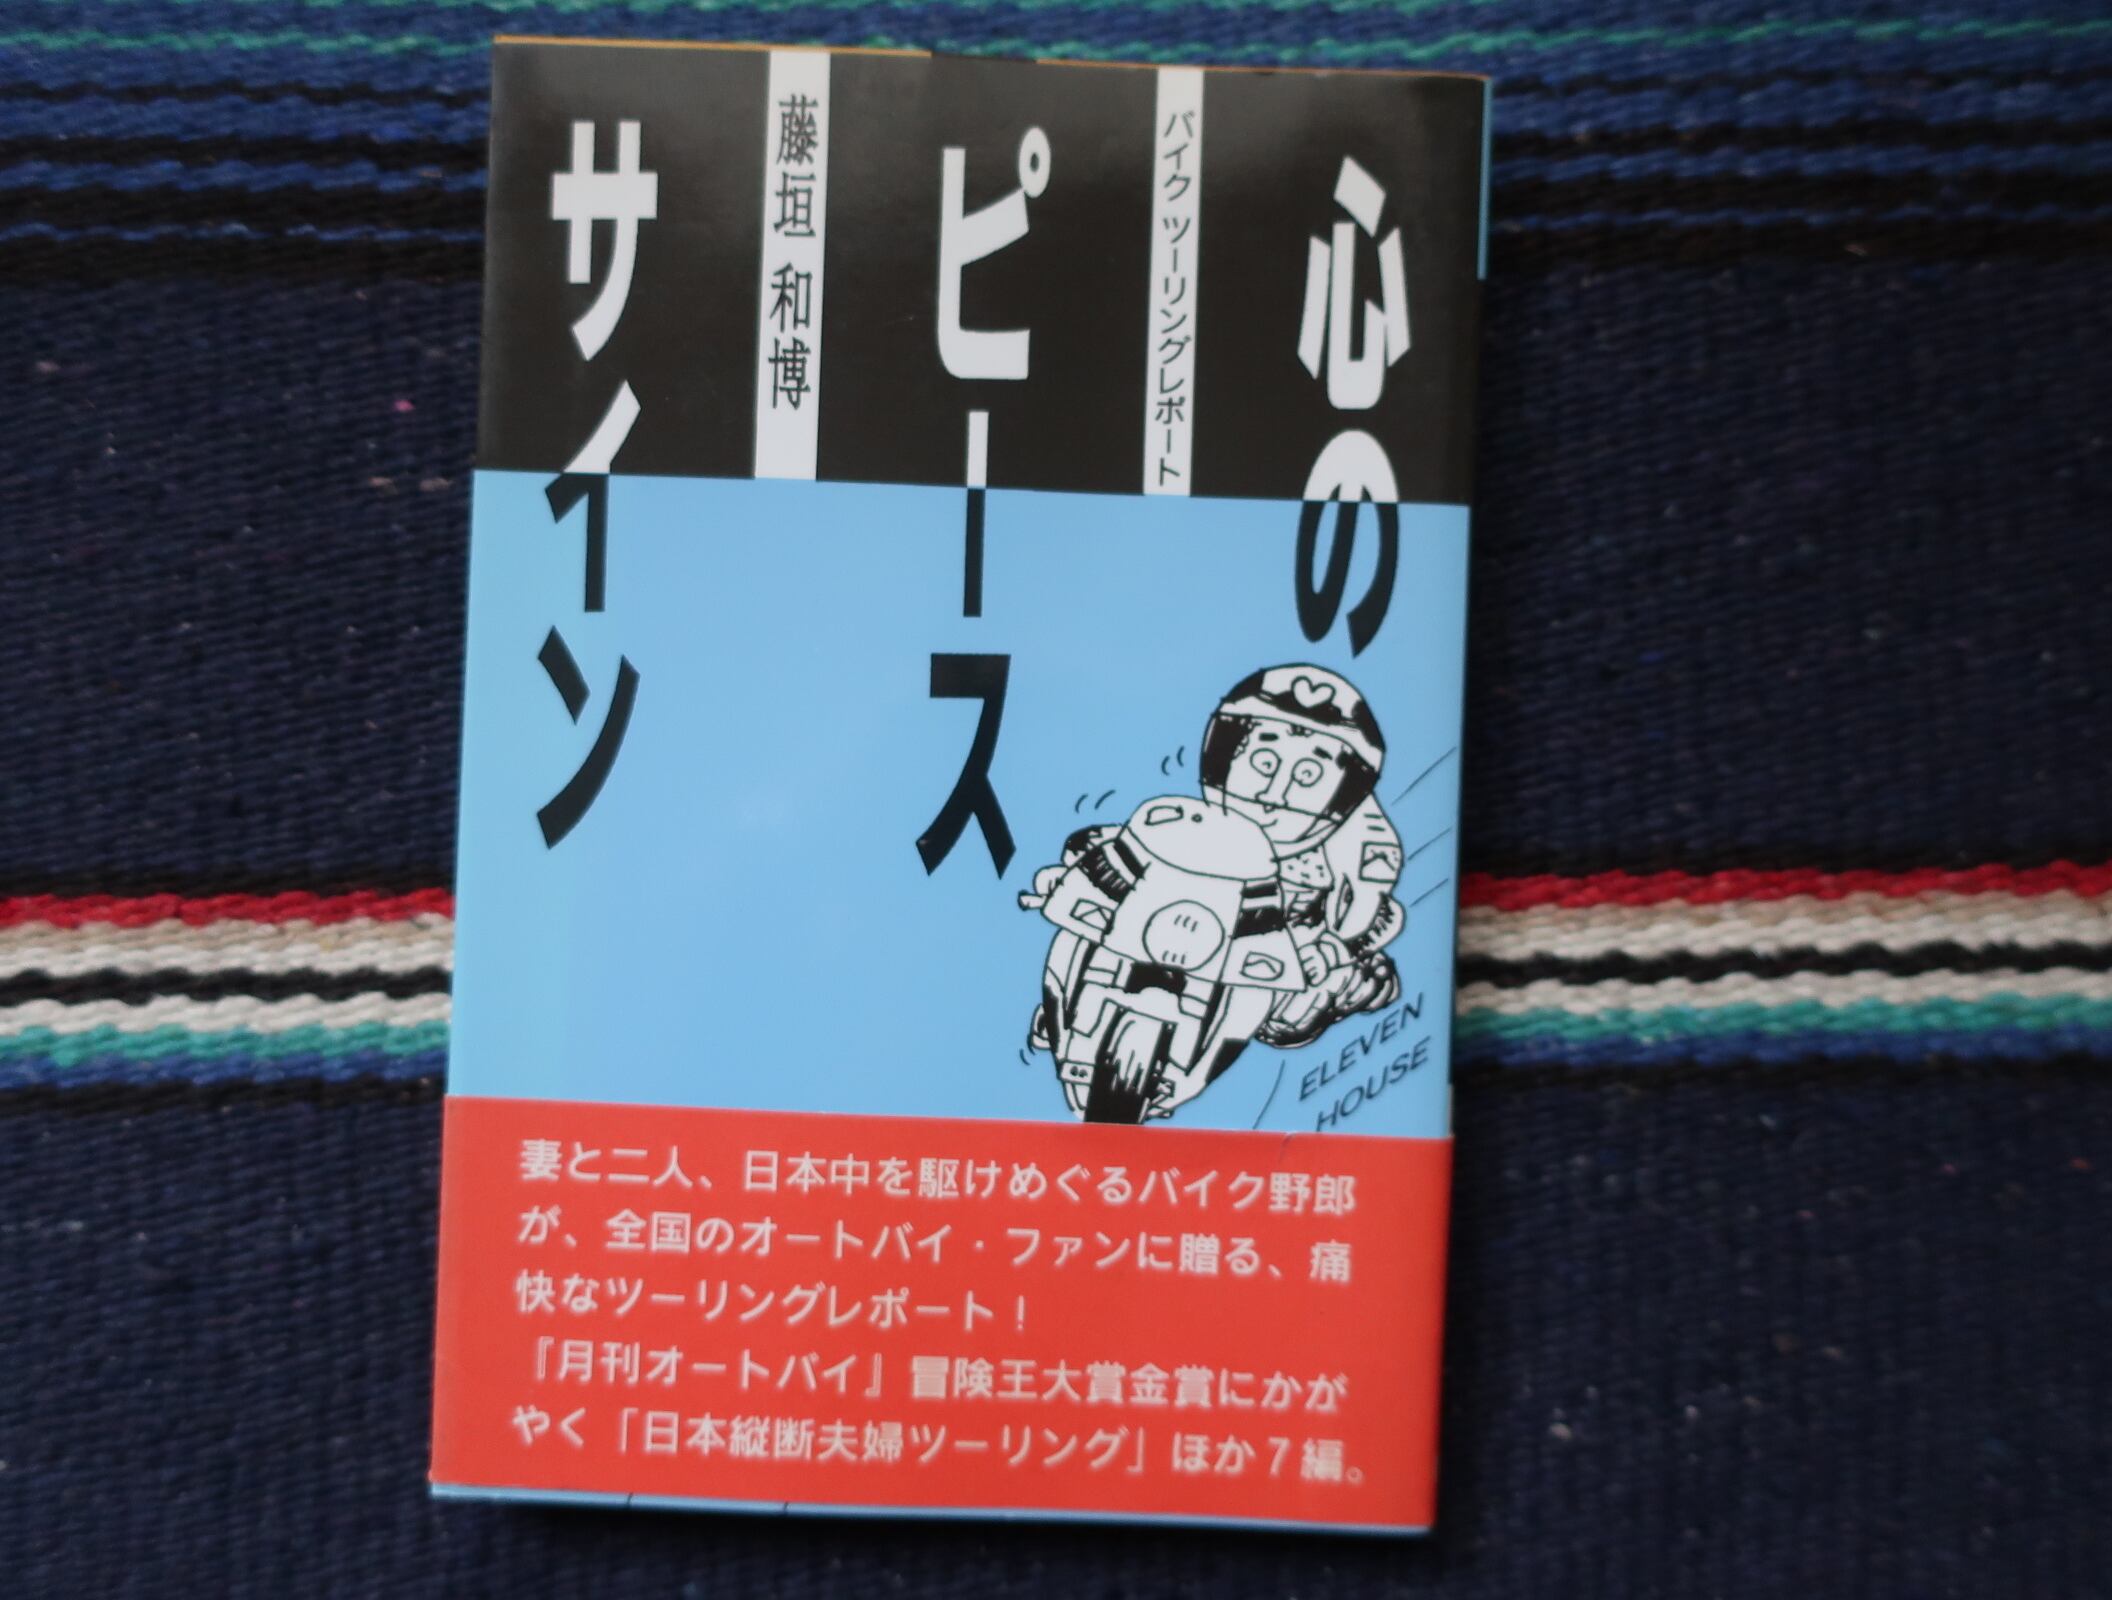 心の
バイク ツーリングレポート
ピース
藤垣 和博
サイン
ELEVEN
HOUSE
妻と二人、日本中を駆けめぐるバイク野郎
が、全国のオートバイ・ファンに贈る、痛
快なツーリングレポート！
『月刊オートバイ』冒険王大賞金賞にかが
やく「日本縦断夫婦ツーリング」ほか7編。